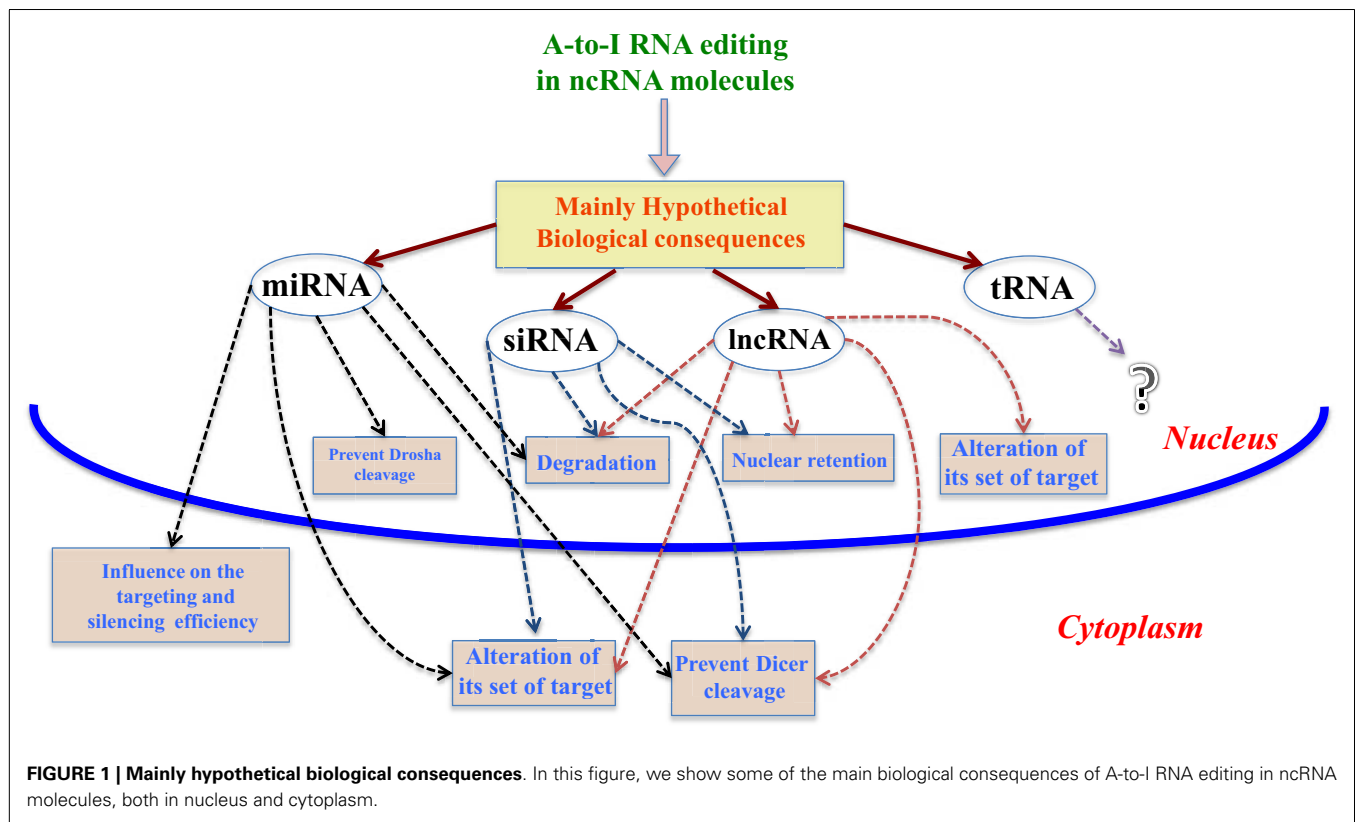 A-to-I RNA editing
in ncRNA molecules
Mainly Hypothetical
Biological consequences
miRNA
siRNA
lncRNA
tRNA
?
Prevent Drosha
cleavage
Degradation
Nuclear retention
Alteration of
its set of target
Nucleus
Influence on the
targeting and
silencing efficiency
Alteration of
its set of target
Prevent Dicer
cleavage
Cytoplasm
FIGURE 1 | Mainly hypothetical biological consequences. In this figure, we show some of the main biological consequences of A-to-I RNA editing in ncRNA
molecules, both in nucleus and cytoplasm.